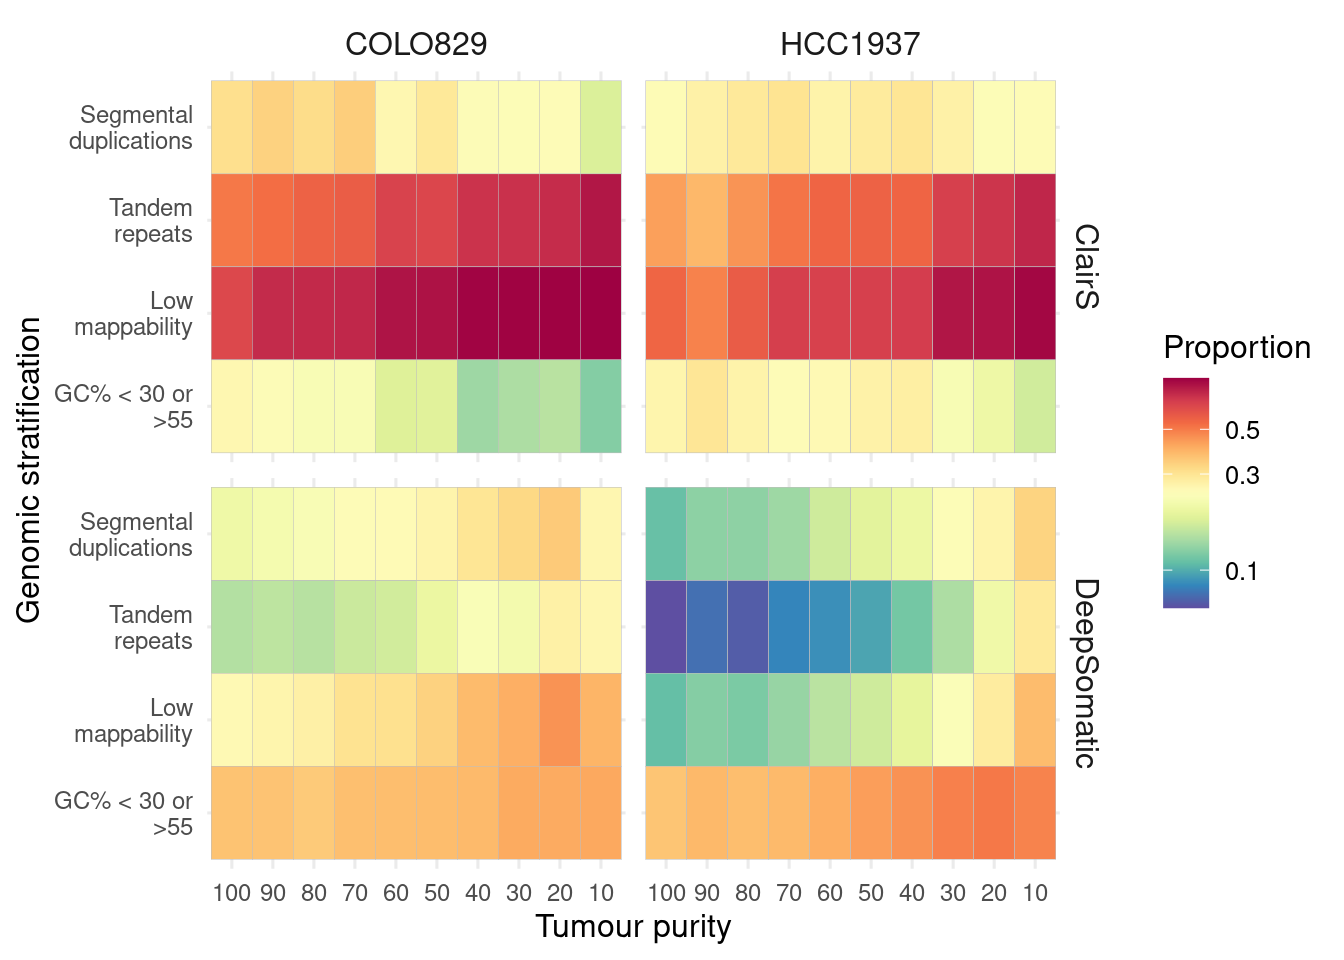 COLO829
HCC1937
Segmental
duplications
Tandem
repeats
Low
mappability
GC% < 30 or
>55
ClairS
Segmental
duplications
Tandem
repeats
Low
mappability
GC% < 30 or
>55
DeepSomatic
Genomic stratification
100 90 80 70 60 50 40 30 20 10
100 90 80 70 60 50 40 30 20 10
Tumour purity
Proportion
0.5
0.3
0.1